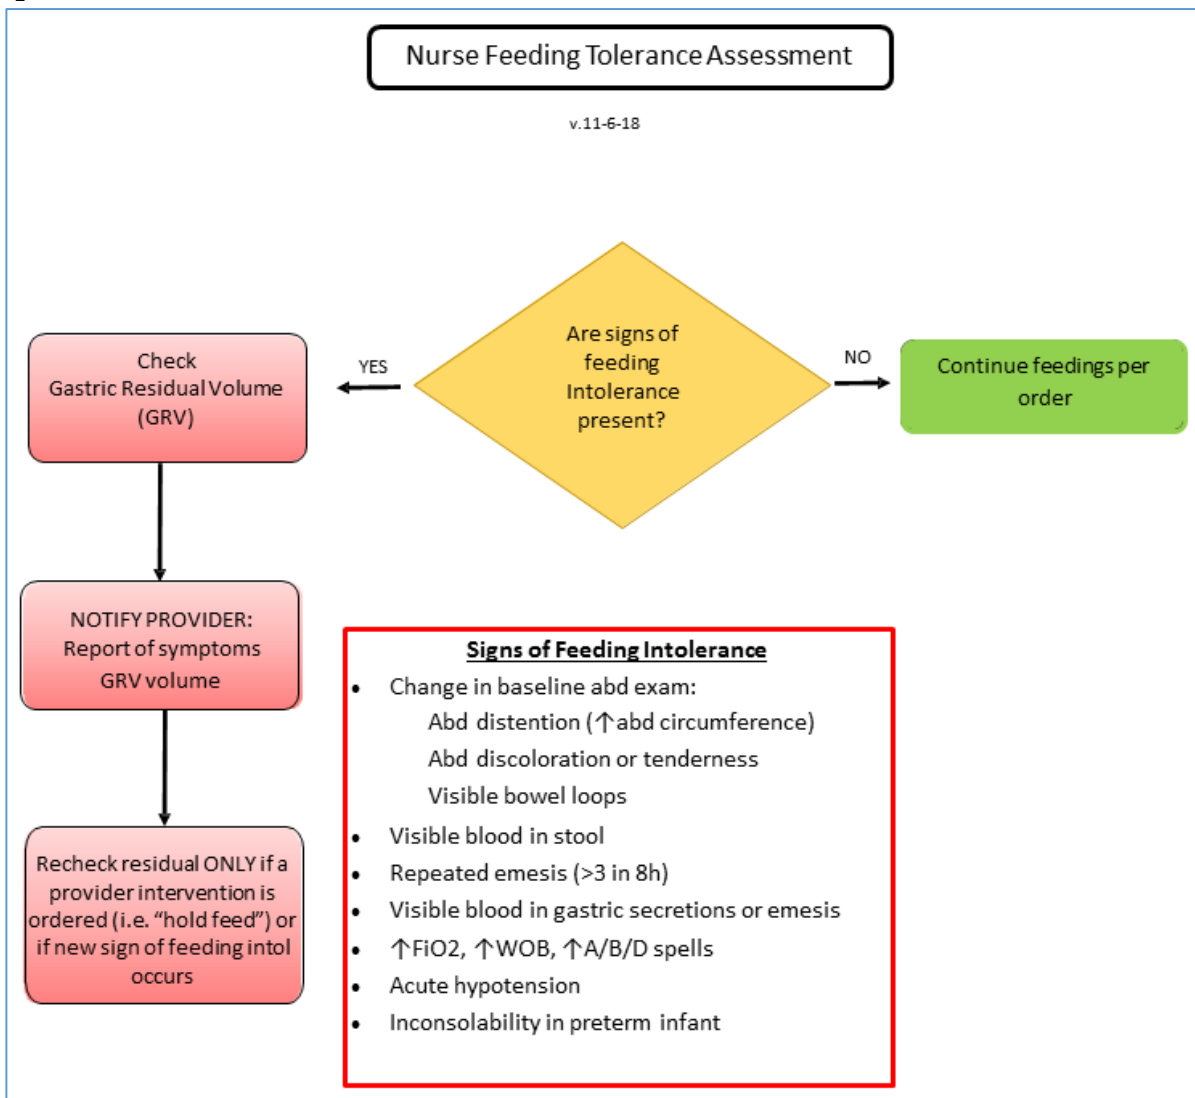 Nurse Feeding Tolerance Assessment
v.11-6-18
Are signs of
feeding
Intolerance
present?
YES
NO
Check
Gastric Residual Volume
(GRV)
Continue feedings per
order
NOTIFY PROVIDER:
Report of symptoms
GRV volume
Recheck residual ONLY if a
provider intervention is
ordered (i.e. “hold feed”) or
if new sign of feeding intol
occurs
Signs of Feeding Intolerance
• Change in baseline abd exam:
Abd distention (↑abd circumference)
Abd discoloration or tenderness
Visible bowel loops
• Visible blood in stool
• Repeated emesis (>3 in 8h)
• Visible blood in gastric secretions or emesis
• ↑FiO2, ↑WOB, ↑A/B/D spells
• Acute hypotension
• Inconsolability in preterm infant